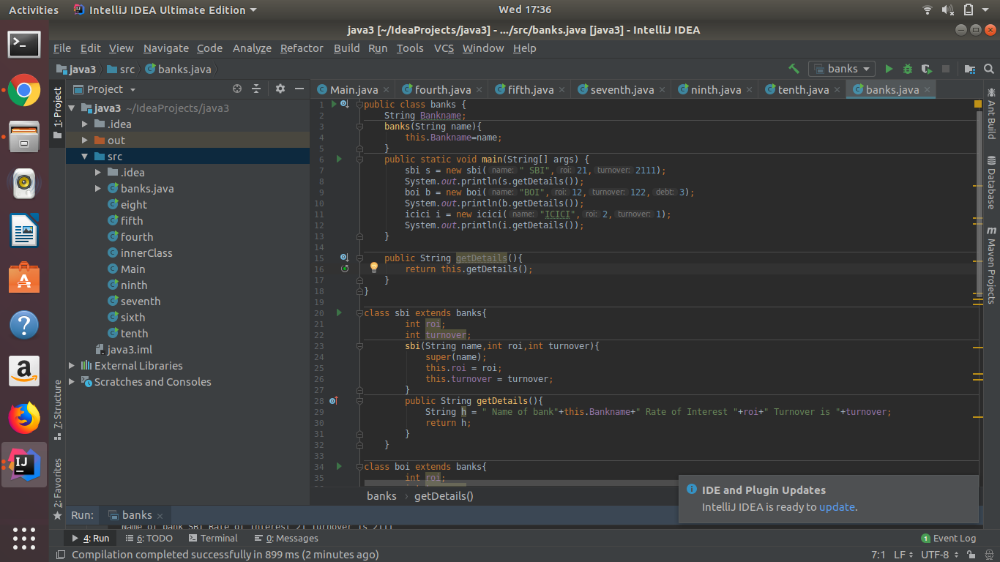 Activities IntelliJ IDEA Ultimate Edition Wed 17:36
java3 [~/IdeaProjects/java3] - .../src/banks.java [java3] - IntelliJ IDEA
File Edit View Navigate Code Analyze Refactor Build Run Tools VCS Window Help
java3 src banks.java banks
1: Project
Project
Main.java fourth.java fifth.java seventh.java ninth.java tenth.java banks.java
java3 ~/IdeaProjects/java3
.idea
out
src
.idea
banks.java
eight
fifth
fourth
innerClass
Main
ninth
seventh
sixth
tenth
java3.iml
External Libraries
Scratches and Consoles
7: Structure
2: Favorites
1 public class banks {
2 String Bankname;
3 banks(String name){
4 this.Bankname=name;
5 }
6 public static void main(String[] args) {
7 sbi s = new sbi( name: " SBI", roi: 21, turnover: 2111);
8 System.out.println(s.getDetails());
9 boi b = new boi( name: "BOI", roi: 12, turnover: 122, debt: 3);
10 System.out.println(b.getDetails());
11 icici i = new icici( name: "ICICI", roi: 2, turnover: 1);
12 System.out.println(i.getDetails());
13 }
14
15 public String getDetails(){
16 return this.getDetails();
17 }
18 }
19
20 class sbi extends banks{
21 int roi;
22 int turnover;
23 sbi(String name,int roi,int turnover){
24 super(name);
25 this.roi = roi;
26 this.turnover = turnover;
27 }
28 public String getDetails(){
29 String h = " Name of bank"+this.Bankname+" Rate of Interest "+roi+" Turnover is "+turnover;
30 return h;
31 }
32 }
33
34 class boi extends banks{
35 int roi;
Ant Build
Database
Maven Projects
banks › getDetails()
IDE and Plugin Updates
IntelliJ IDEA is ready to update.
Run: banks
Name of bank SBI Rate of Interest 21 Turnover is 2111
4: Run 6: TODO Terminal 0: Messages 1 Event Log
Compilation completed successfully in 899 ms (2 minutes ago) 7:1 LF UTF-8